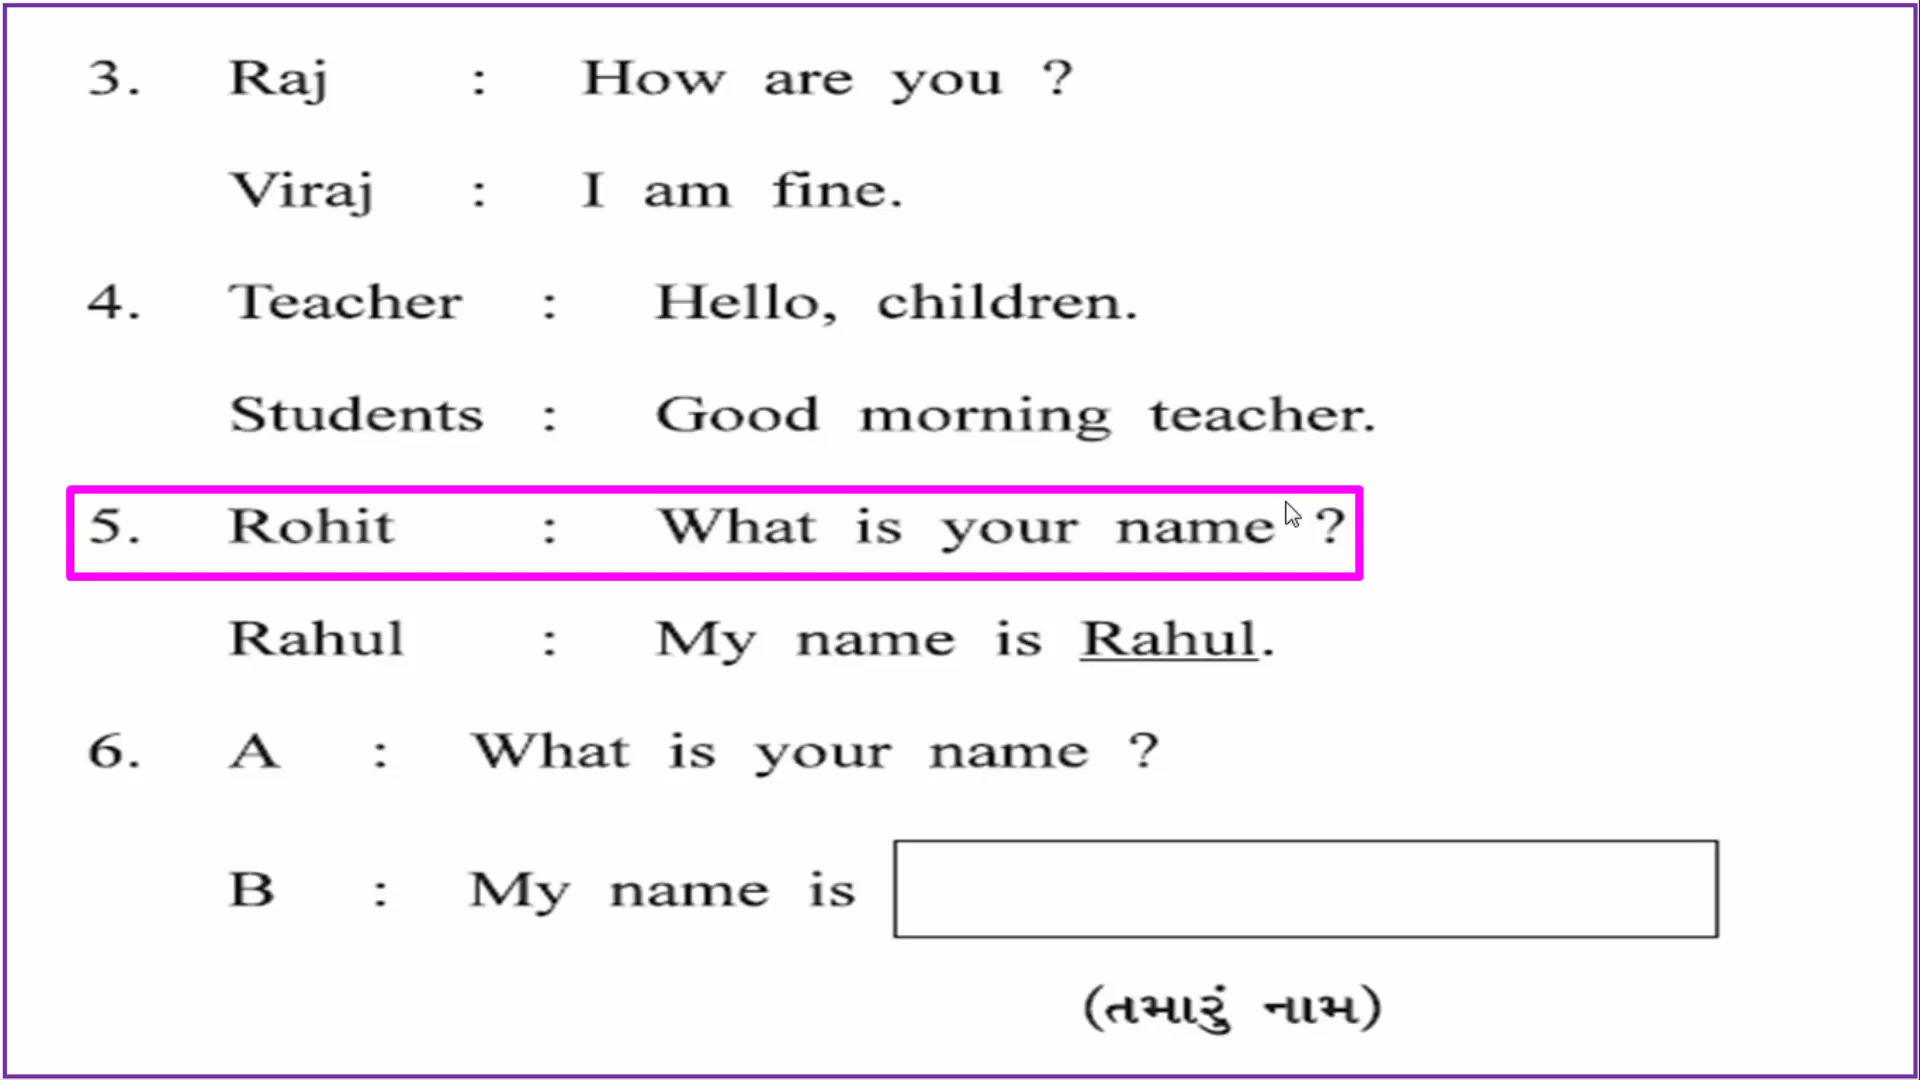 3. Raj : How are you ?
Viraj : I am fine.
4. Teacher : Hello, children.
Students : Good morning teacher.
5. Rohit : What is your name ?
Rahul : My name is Rahul.
6. A : What is your name ?
B : My name is
(તમારું નામ)